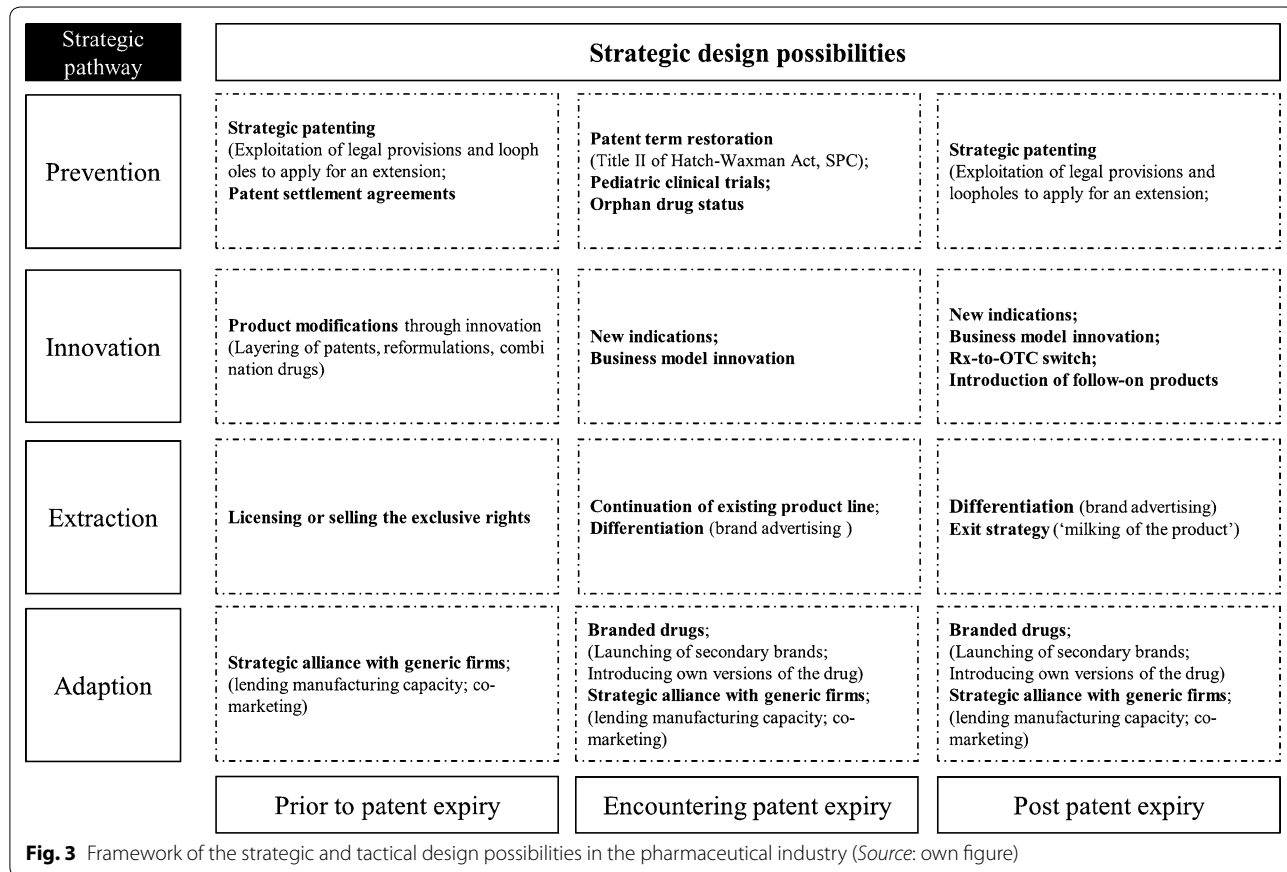 Strategic
pathway
Strategic design possibilities
Prevention
Strategic patenting
(Exploitation of legal provisions and looph
oles to apply for an extension;
Patent settlement agreements
Patent term restoration
(Title II of Hatch-Waxman Act, SPC);
Pediatric clinical trials;
Orphan drug status
Strategic patenting
(Exploitation of legal provisions and
loopholes to apply for an extension;
Innovation
Product modifications through innovation
(Layering of patents, reformulations, combi
nation drugs)
New indications;
Business model innovation
New indications;
Business model innovation;
Rx-to-OTC switch;
Introduction of follow-on products
Extraction
Licensing or selling the exclusive rights
Continuation of existing product line;
Differentiation (brand advertising )
Differentiation (brand advertising)
Exit strategy (‘milking of the product’)
Adaption
Strategic alliance with generic firms;
(lending manufacturing capacity; co-
marketing)
Branded drugs;
(Launching of secondary brands;
Introducing own versions of the drug)
Strategic alliance with generic firms;
(lending manufacturing capacity; co-
marketing)
Branded drugs;
(Launching of secondary brands;
Introducing own versions of the drug)
Strategic alliance with generic firms;
(lending manufacturing capacity; co-
marketing)
Prior to patent expiry
Encountering patent expiry
Post patent expiry
Fig. 3 Framework of the strategic and tactical design possibilities in the pharmaceutical industry (Source: own figure)